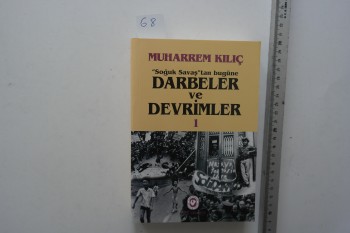 68
MUHARREM KILIÇ
"Soğuk Savaş"tan bugüne
DARBELER
ve
DEVRİMLER
1